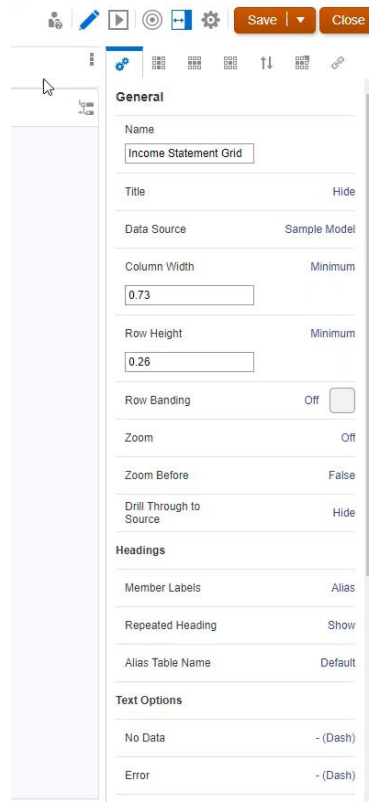 Save
Close
General
Name
Income Statement Grid
Title Hide
Data Source Sample Model
Column Width Minimum
0.73
Row Height Minimum
0.26
Row Banding Off
Zoom Off
Zoom Before False
Drill Through to
Source Hide
Headings
Member Labels Alias
Repeated Heading Show
Alias Table Name Default
Text Options
No Data - (Dash)
Error - (Dash)